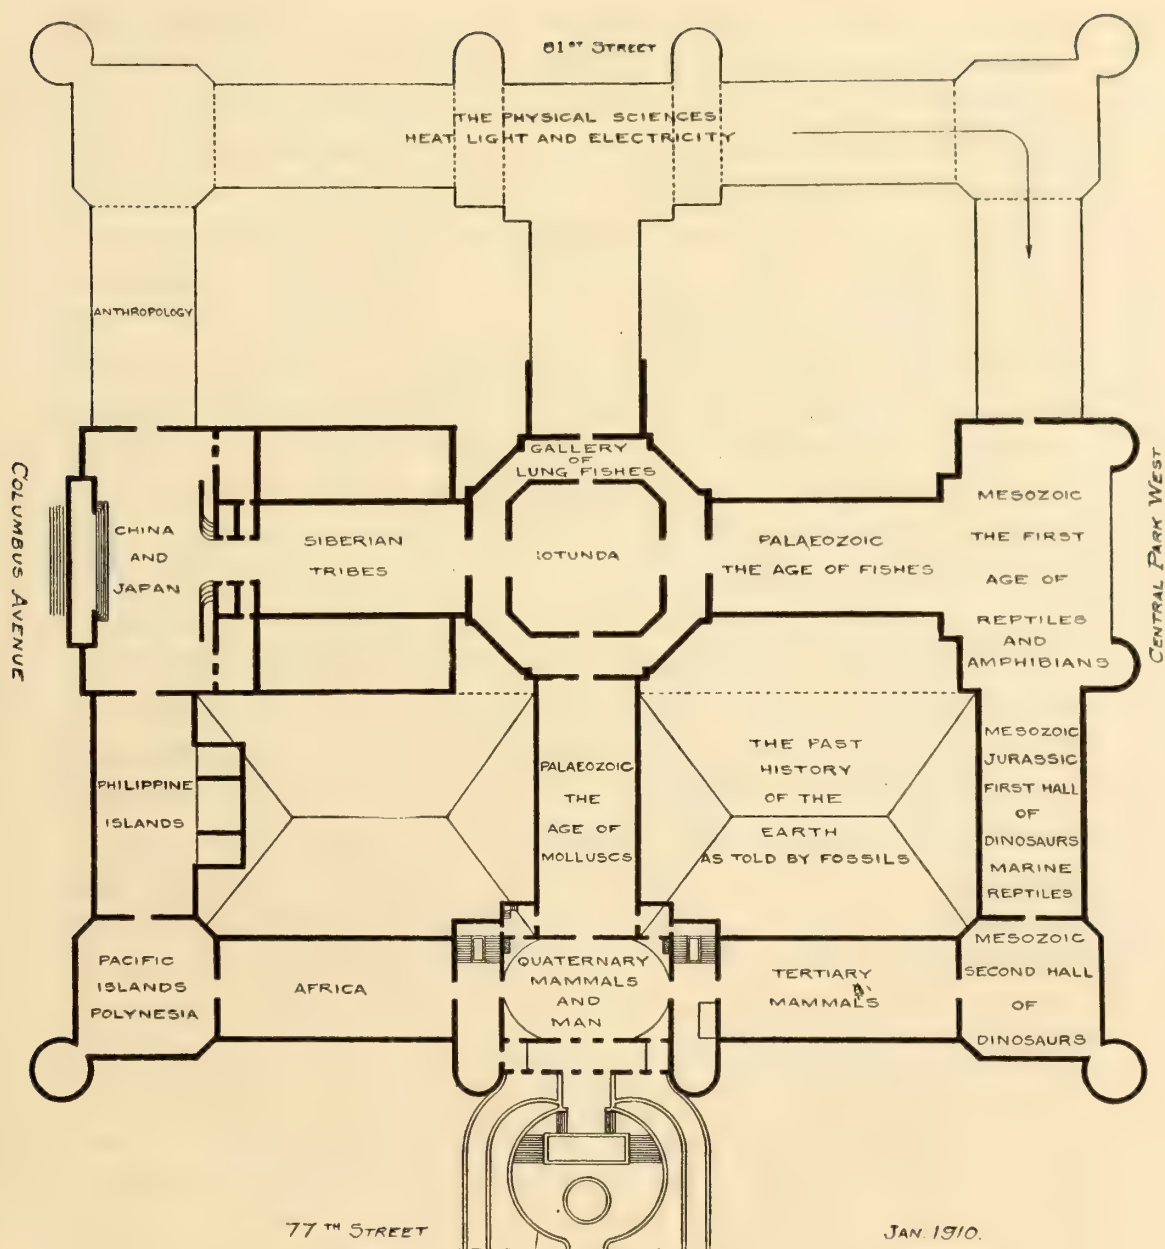 81ST STREET
THE PHYSICAL SCIENCES
HEAT LIGHT AND ELECTRICITY
ANTHROPOLOGY
GALLERY
OF
LUNG FISHES
COLUMBUS AVENUE
CHINA
AND
JAPAN
SIBERIAN
TRIBES
ROTUNDA
PALAEOZOIC
THE AGE OF FISHES
MESOZOIC
THE FIRST
AGE OF
REPTILES
AND
AMPHIBIANS
CENTRAL PARK WEST
PHILIPPINE
ISLANDS
PALAEOZOIC
THE
AGE OF
MOLLUSCS
THE PAST
HISTORY
OF THE
EARTH
AS TOLD BY FOSSILS
MESOZOIC
JURASSIC
FIRST HALL
OF
DINOSAURS
MARINE
REPTILES
PACIFIC
ISLANDS
POLYNESIA
AFRICA
QUATERNARY
MAMMALS
AND
MAN
TERTIARY
MAMMALS
MESOZOIC
SECOND HALL
OF
DINOSAURS
77TH STREET
JAN. 1910.